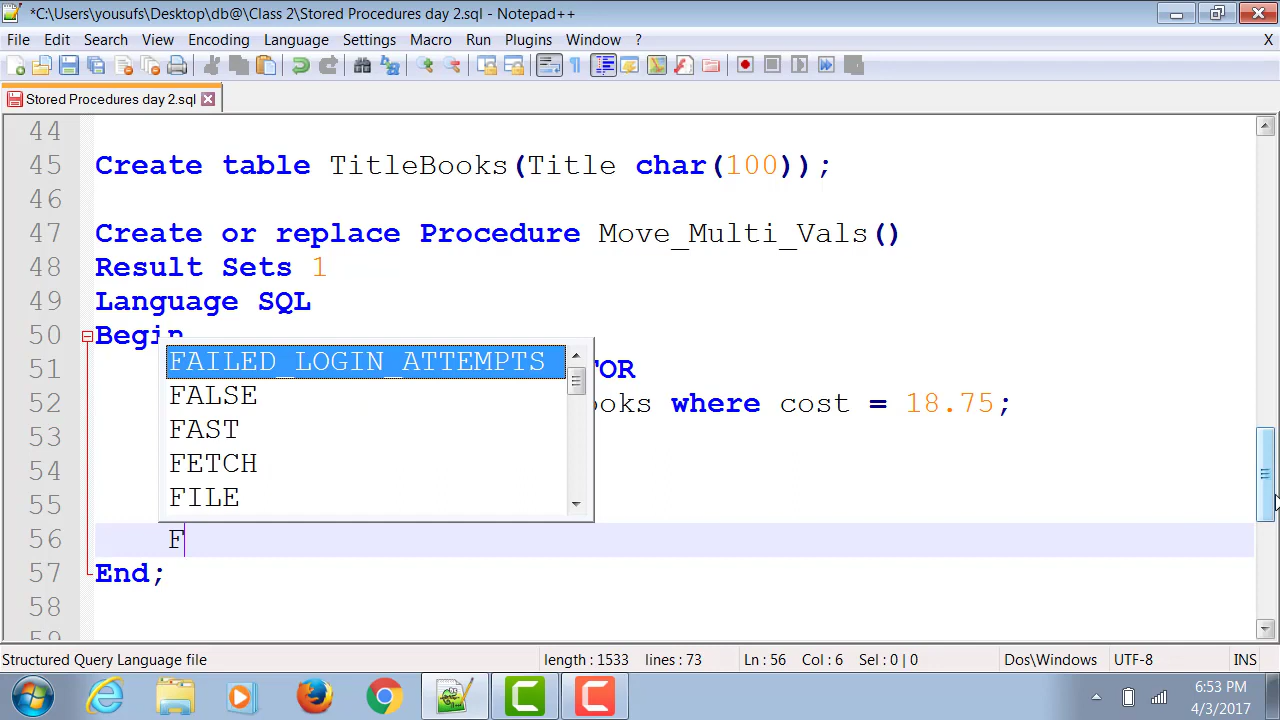 *C:\Users\yousufs\Desktop\db@\Class 2\Stored Procedures day 2.sql - Notepad++
File Edit Search View Encoding Language Settings Macro Run Plugins Window ? X
Stored Procedures day 2.sql
44
45 Create table TitleBooks(Title char(100));
46
47 Create or replace Procedure Move_Multi_Vals()
48 Result Sets 1
49 Language SQL
50 Begin
FAILED_LOGIN_ATTEMPTS
51 TOR
FALSE
52 ooks where cost = 18.75;
FAST
53
FETCH
54
FILE
55
56 F
57 End;
58
59
Structured Query Language file length : 1533 lines : 73 Ln : 56 Col : 6 Sel : 0 | 0 Dos\Windows UTF-8 INS
6:53 PM
4/3/2017